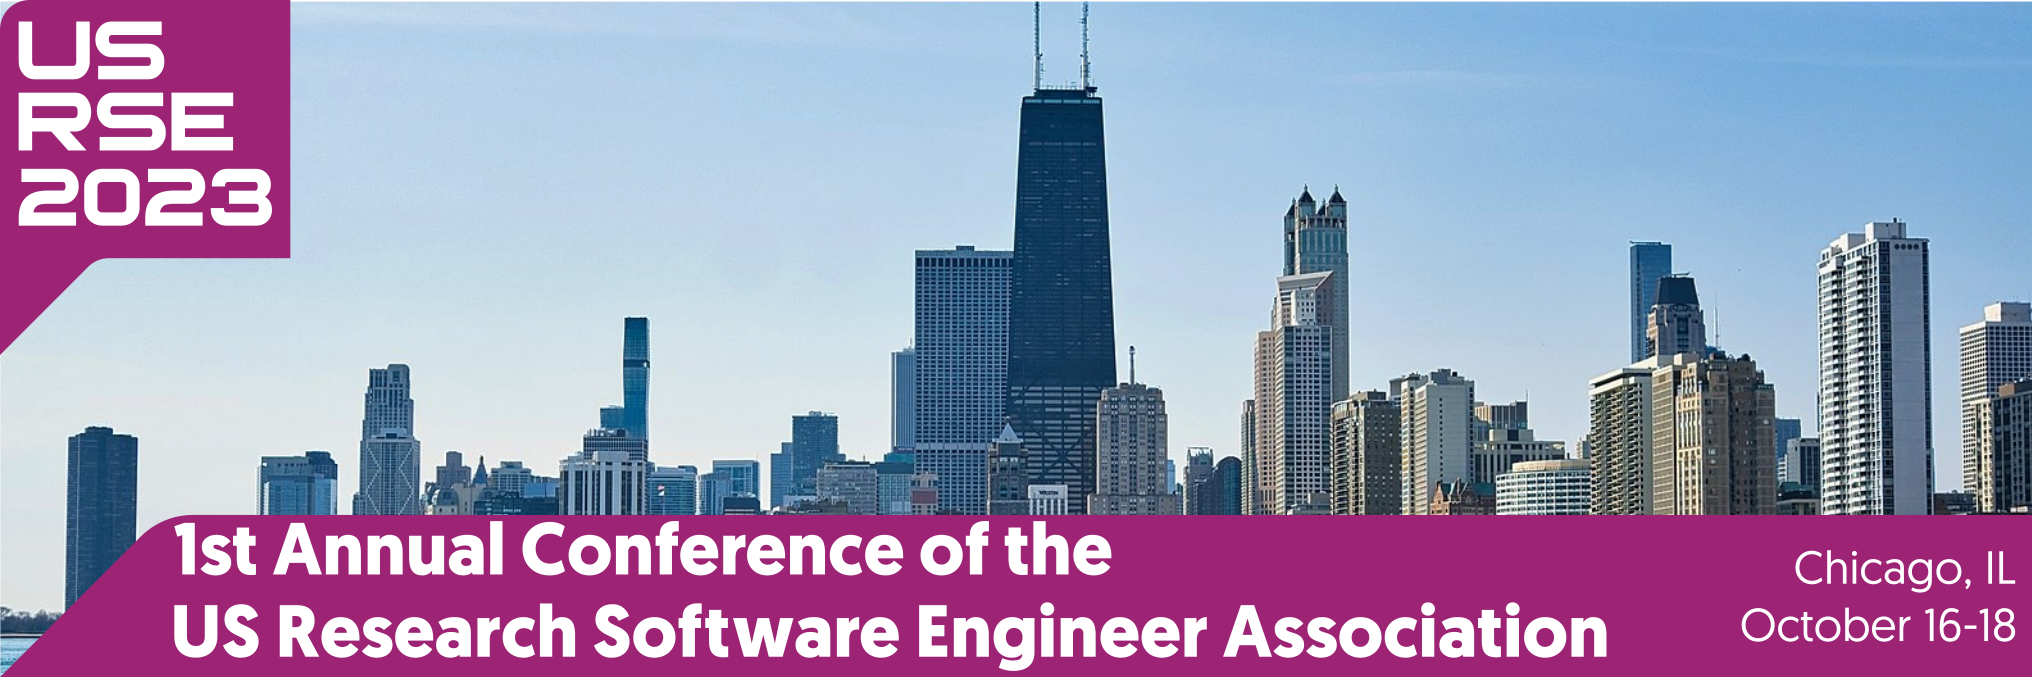 US
RSE
2023
1st Annual Conference of the
US Research Software Engineer Association
Chicago, IL
October 16-18